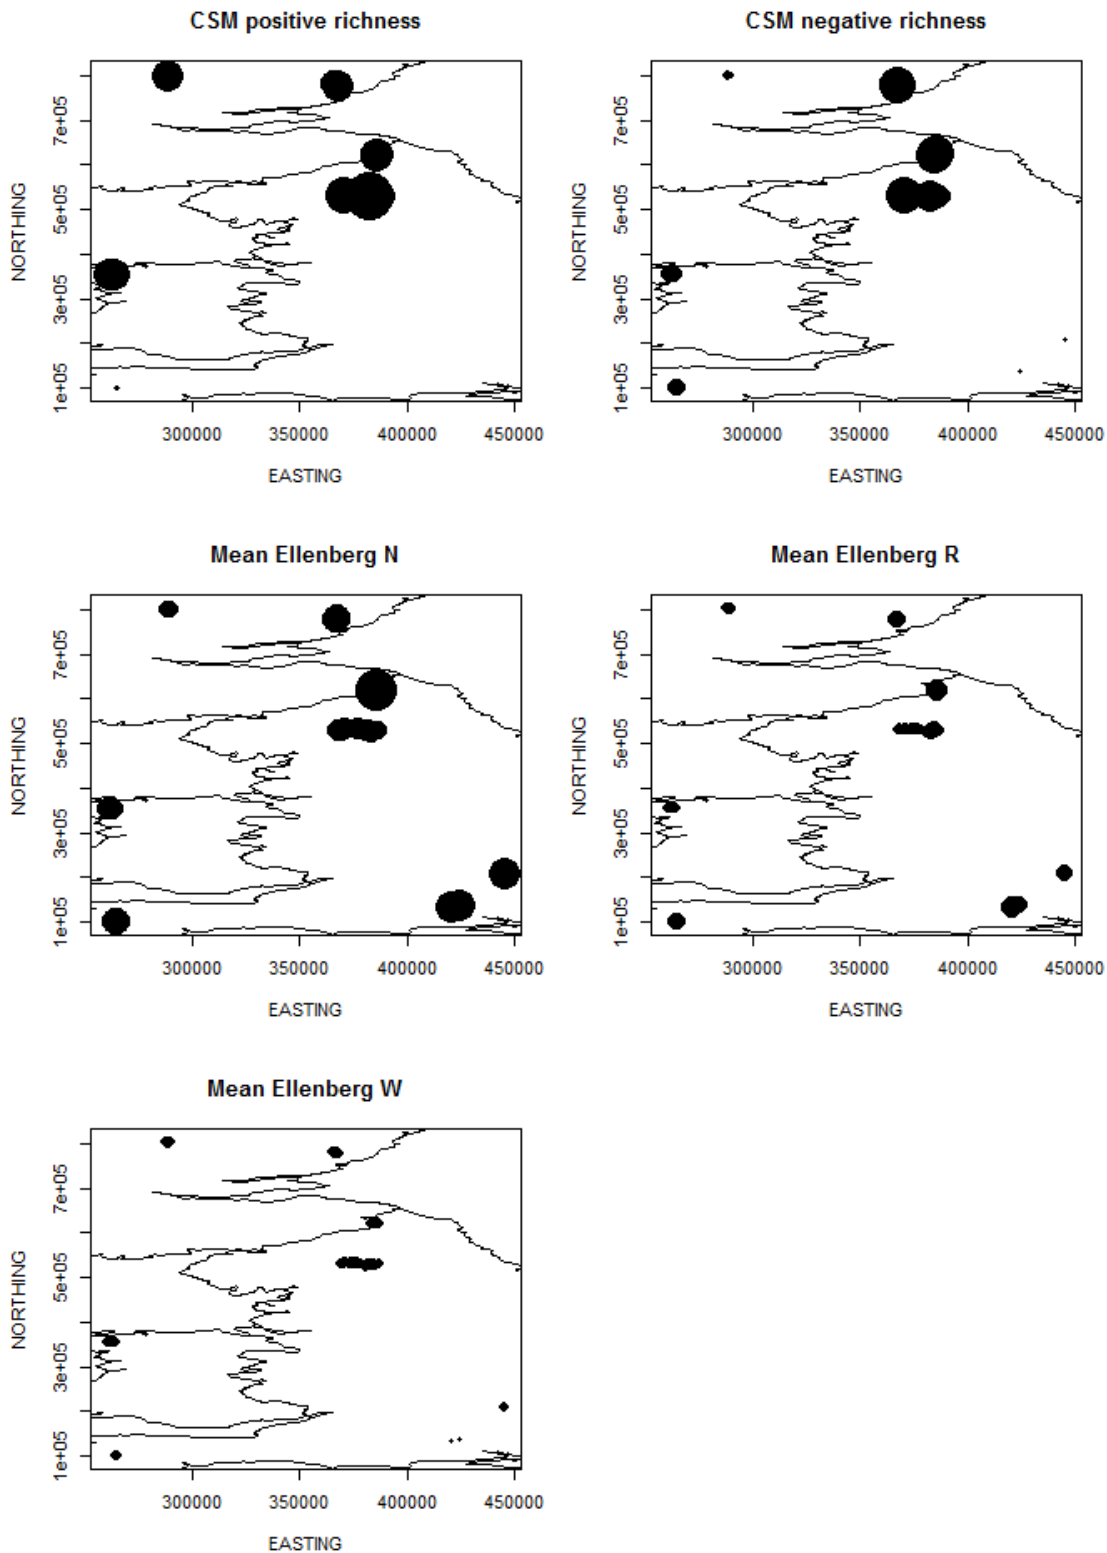 CSM positive richness
NORTHING
1e+05 3e+05 5e+05 7e+05
300000 350000 400000 450000
EASTING
CSM negative richness
NORTHING
1e+05 3e+05 5e+05 7e+05
300000 350000 400000 450000
EASTING
Mean Ellenberg N
NORTHING
1e+05 3e+05 5e+05 7e+05
300000 350000 400000 450000
EASTING
Mean Ellenberg R
NORTHING
1e+05 3e+05 5e+05 7e+05
300000 350000 400000 450000
EASTING
Mean Ellenberg W
NORTHING
1e+05 3e+05 5e+05 7e+05
300000 350000 400000 450000
EASTING